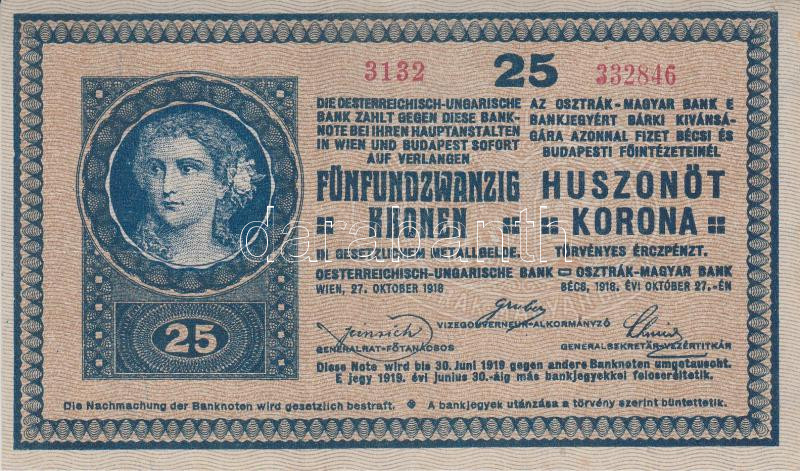 3132 25 332846
DIE OESTERREICHISCH-UNGARISCHE
BANK ZAHLT GEGEN DIESE BANK-
NOTE BEI IHREN HAUPTANSTALTEN
IN WIEN UND BUDAPEST SOFORT
AUF VERLANGEN
FÜNFUNDZWANZIG
KRONEN
IN GESETZLICHEM METALLGELDE.
AZ OSZTRÁK-MAGYAR BANK E
BANKJEGYÉRT BÁRKI KIVÁNSÁ-
GÁRA AZONNAL FIZET BÉCSI ÉS
BUDAPESTI FŐINTÉZETEINÉL
HUSZONÖT
KORONA
TÖRVÉNYES ÉRCZPÉNZT.
OESTERREICHISCH-UNGARISCHE BANK OSZTRÁK-MAGYAR BANK
WIEN, 27. OKTOBER 1918 BÉCS, 1918. ÉVI OKTÓBER 27.-ÉN
Gruber
VIZEGOUVERNEUR-ALKORMÁNYZÓ
GENERALRAT-FŐTANÁCSOS
GENERALSEKRETÄR-VEZÉRTITKÁR
Diese Note wird bis 30. Juni 1919 gegen andere Banknoten umgetauscht.
E jegy 1919. évi junius 30.-áig más bankjegyekkel felcseréltetik.
25
Die Nachmachung der Banknoten wird gesetzlich bestraft. A bankjegyek utánzása a törvény szerint büntettetik.
darabanth